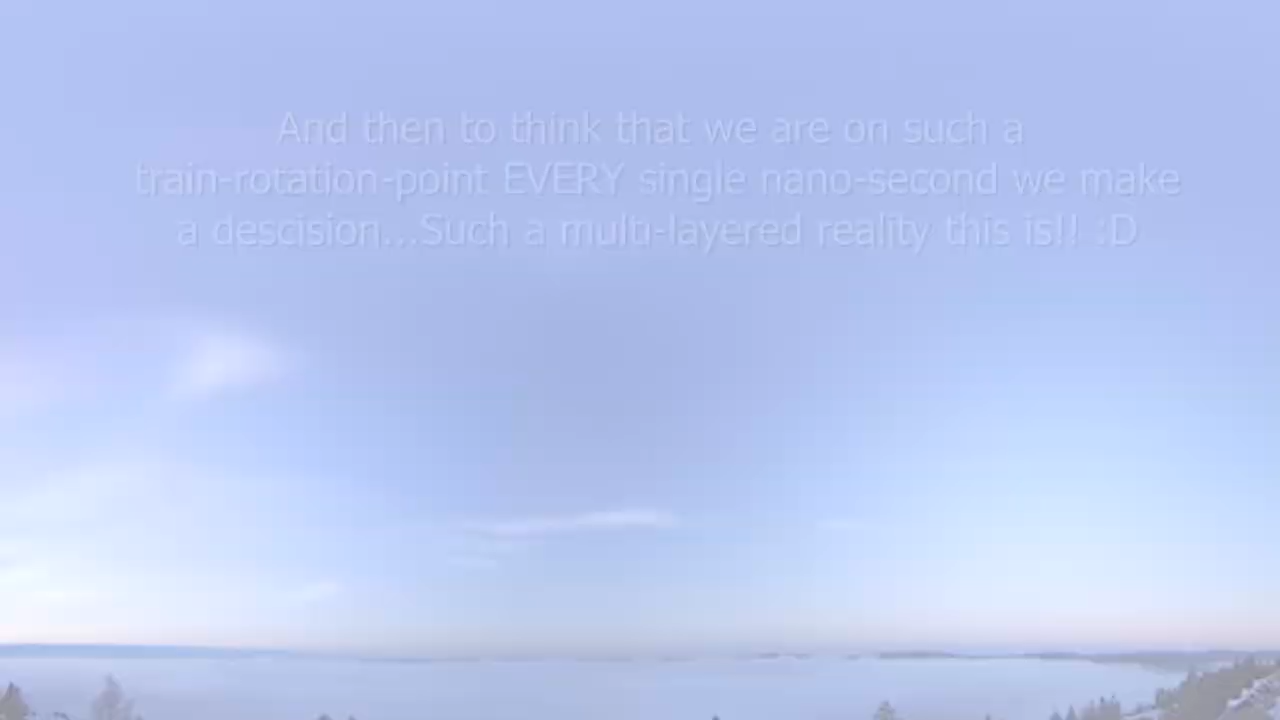 And then to think that we are on such a
train-rotation-point EVERY single nano-second we make
a descision...Such a multi-layered reality this is!! :D